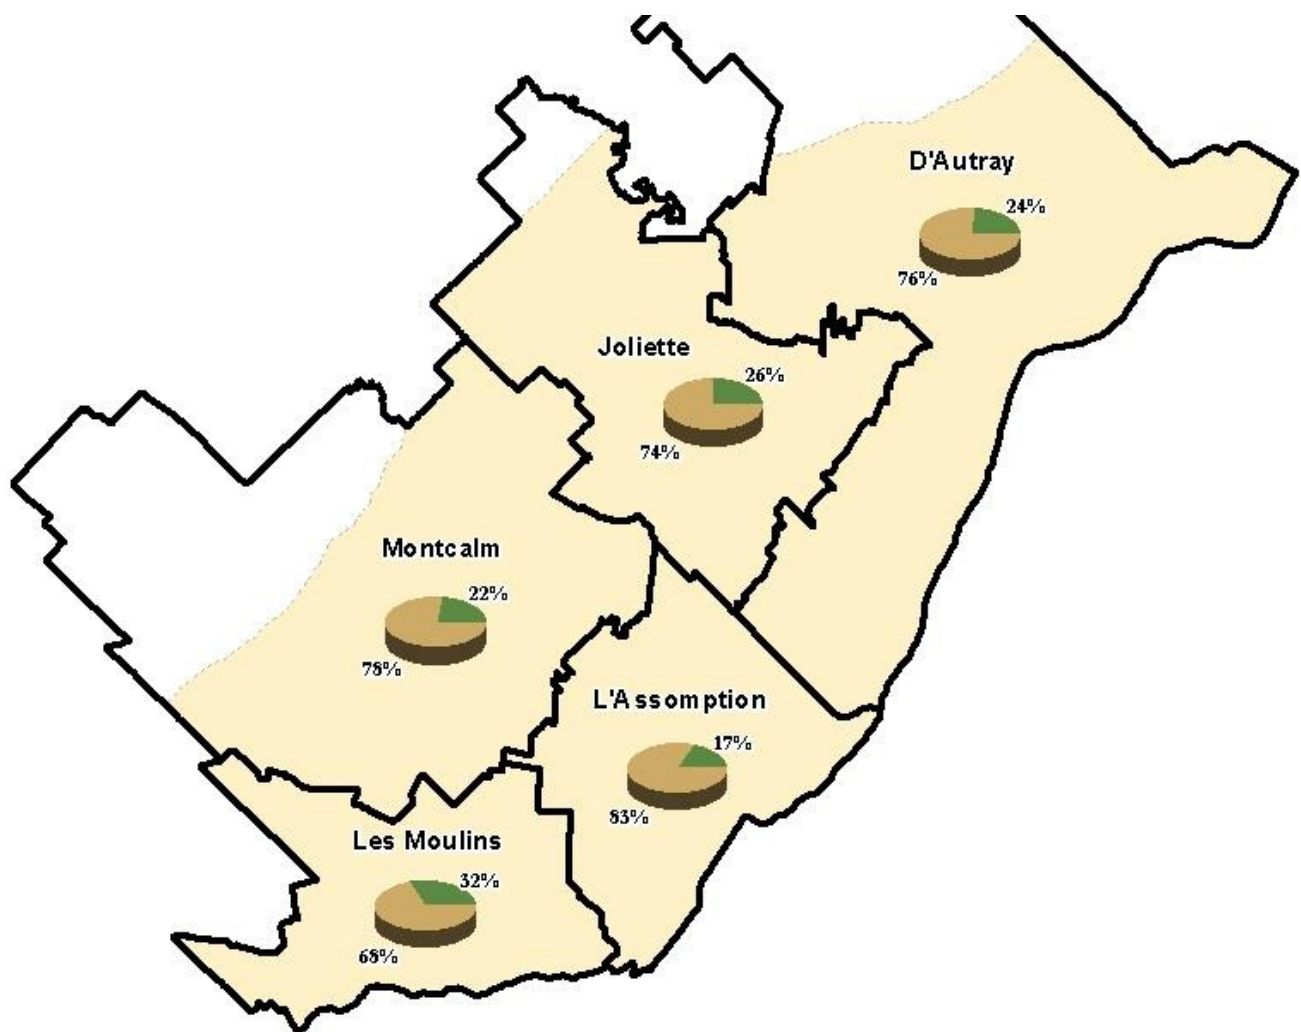 D'Autray
24%
76%
Joliette
26%
74%
Montcalm
22%
78%
L'Assomption
17%
83%
Les Moulins
32%
68%